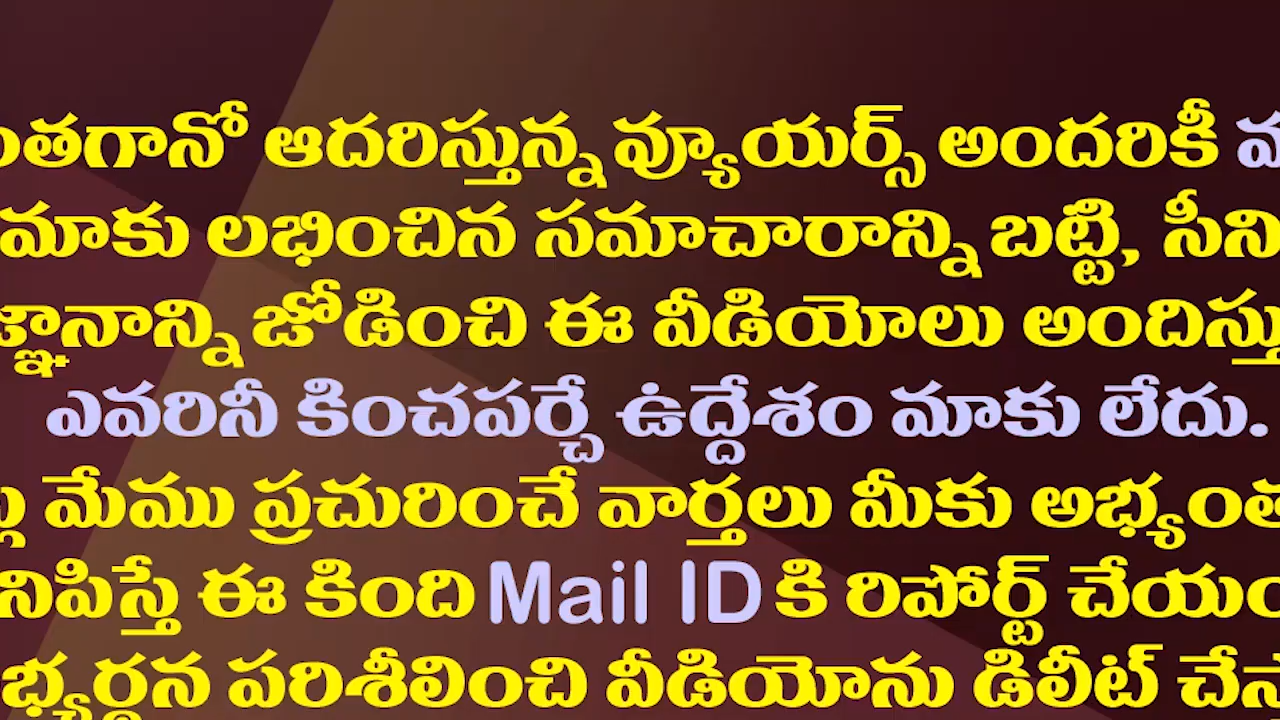 ంతగానో ఆదరిస్తున్న వ్యూయర్స్ అందరికీ
మాకు లభించిన సమాచారాన్ని బట్టి, సీని
జ్ఞానాన్ని జోడించి ఈ వీడియోలు అందిస్తు
ఎవరినీ కించపర్చే ఉద్దేశం మాకు లేదు.
మేము ప్రచురించే వార్తలు మీకు అభ్యంత
నిపిస్తే ఈ కింది Mail ID కి రిపోర్ట్ చేయం
భ్యర్థన పరిశీలించి వీడియోను డిలీట్ చేస